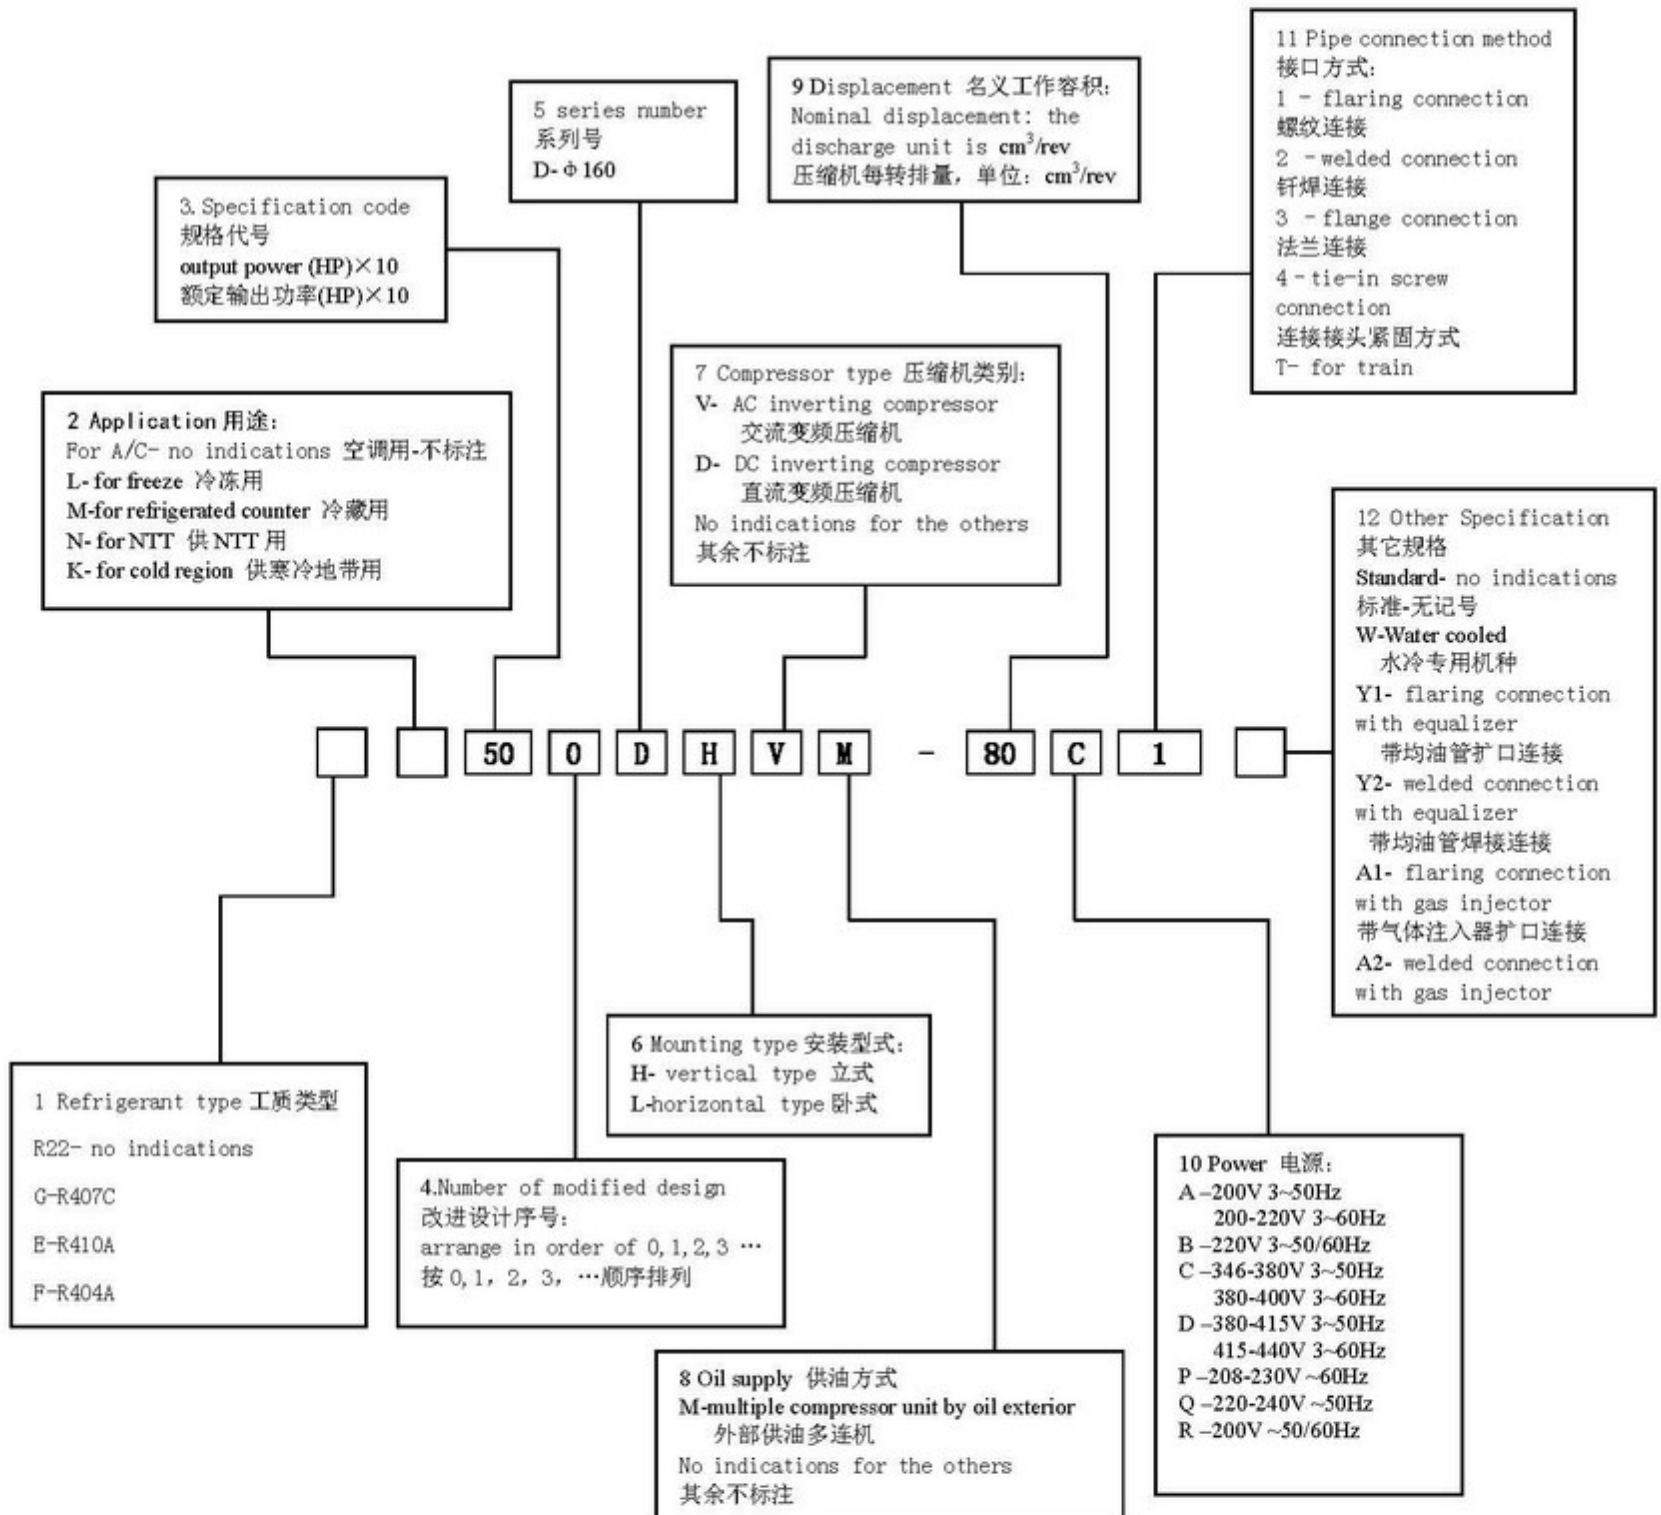 11 Pipe connection method
接口方式：
1 - flaring connection
螺纹连接
2 -welded connection
钎焊连接
3 -flange connection
法兰连接
4-tie-in screw
connection
连接接头紧固方式
T- for train
9 Displacement 名义工作容积：
Nominal displacement: the
discharge unit is cm³/rev
压缩机每转排量，单位：cm³/rev
5 series number
系列号
D-Φ160
3.Specification code
规格代号
output power (HP)×10
额定输出功率(HP)×10
7 Compressor type 压缩机类别：
V- AC inverting compressor
交流变频压缩机
D- DC inverting compressor
直流变频压缩机
No indications for the others
其余不标注
2 Application 用途：
For A/C- no indications 空调用-不标注
L- for freeze 冷冻用
M-for refrigerated counter 冷藏用
N- for NTT 供 NTT 用
K- for cold region 供寒冷地带用
12 Other Specification
其它规格
Standard- no indications
标准-无记号
W-Water cooled
水冷专用机种
Y1- flaring connection
with equalizer
带均油管扩口连接
Y2- welded connection
with equalizer
带均油管焊接连接
A1- flaring connection
with gas injector
带气体注入器扩口连接
A2- welded connection
with gas injector
50 0 D H V M - 80 C 1
1 Refrigerant type 工质类型
R22- no indications
G-R407C
E-R410A
F-R404A
4.Number of modified design
改进设计序号：
arrange in order of 0,1,2,3 …
按 0,1，2，3，…顺序排列
6 Mounting type 安装型式：
H- vertical type 立式
L-horizontal type 卧式
8 Oil supply 供油方式
M-multiple compressor unit by oil exterior
外部供油多连机
No indications for the others
其余不标注
10 Power 电源：
A –200V 3~50Hz
200-220V 3~60Hz
B –220V 3~50/60Hz
C –346-380V 3~50Hz
380-400V 3~60Hz
D –380-415V 3~50Hz
415-440V 3~60Hz
P –208-230V ~60Hz
Q –220-240V ~50Hz
R –200V ~50/60Hz